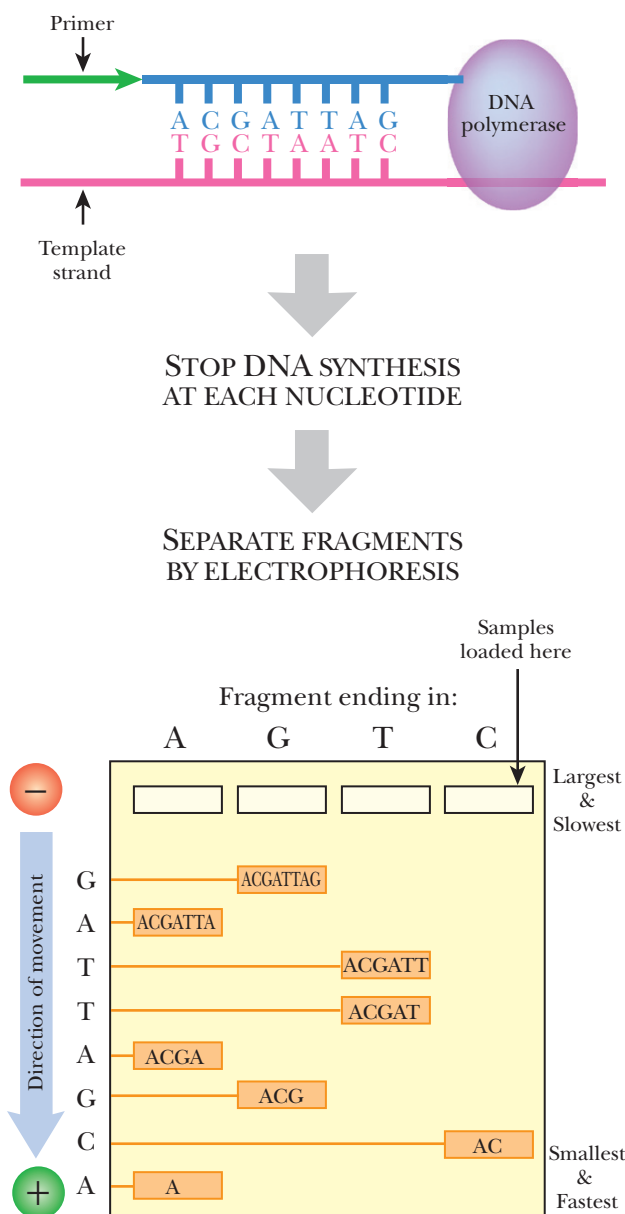 Primer
DNA
polymerase
A C G A T T A G
T G C T A A T C
Template
strand
STOP DNA SYNTHESIS
AT EACH NUCLEOTIDE
SEPARATE FRAGMENTS
BY ELECTROPHORESIS
Samples
loaded here
Fragment ending in:
A G T C
−
Largest
&
Slowest
Direction of movement
G ACGATTAG
A ACGATTA
T ACGATT
T ACGAT
A ACGA
G ACG
C AC
A A
Smallest
&
Fastest
+